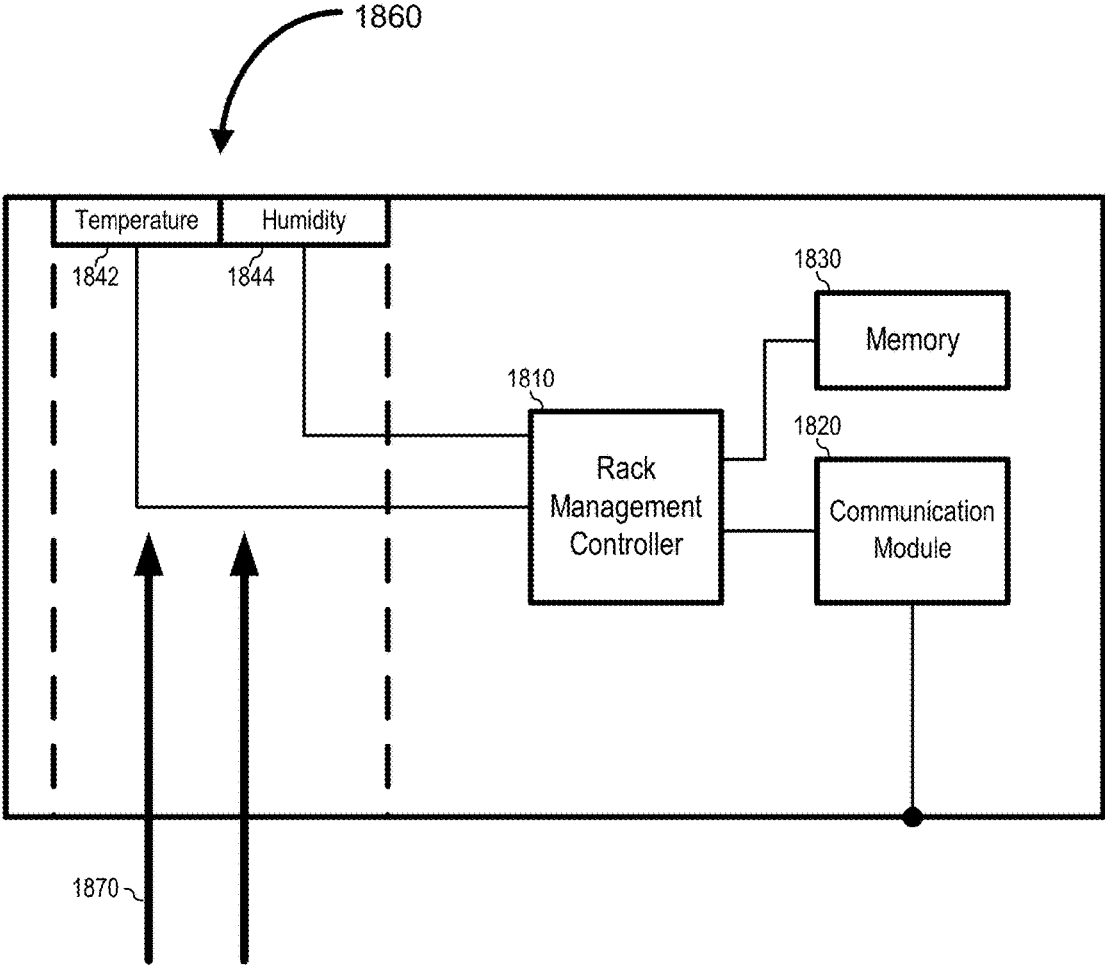 1860
Temperature
Humidity
1842
1844
1830
Memory
1810
Rack
Management
Controller
1820
Communication
Module
1870